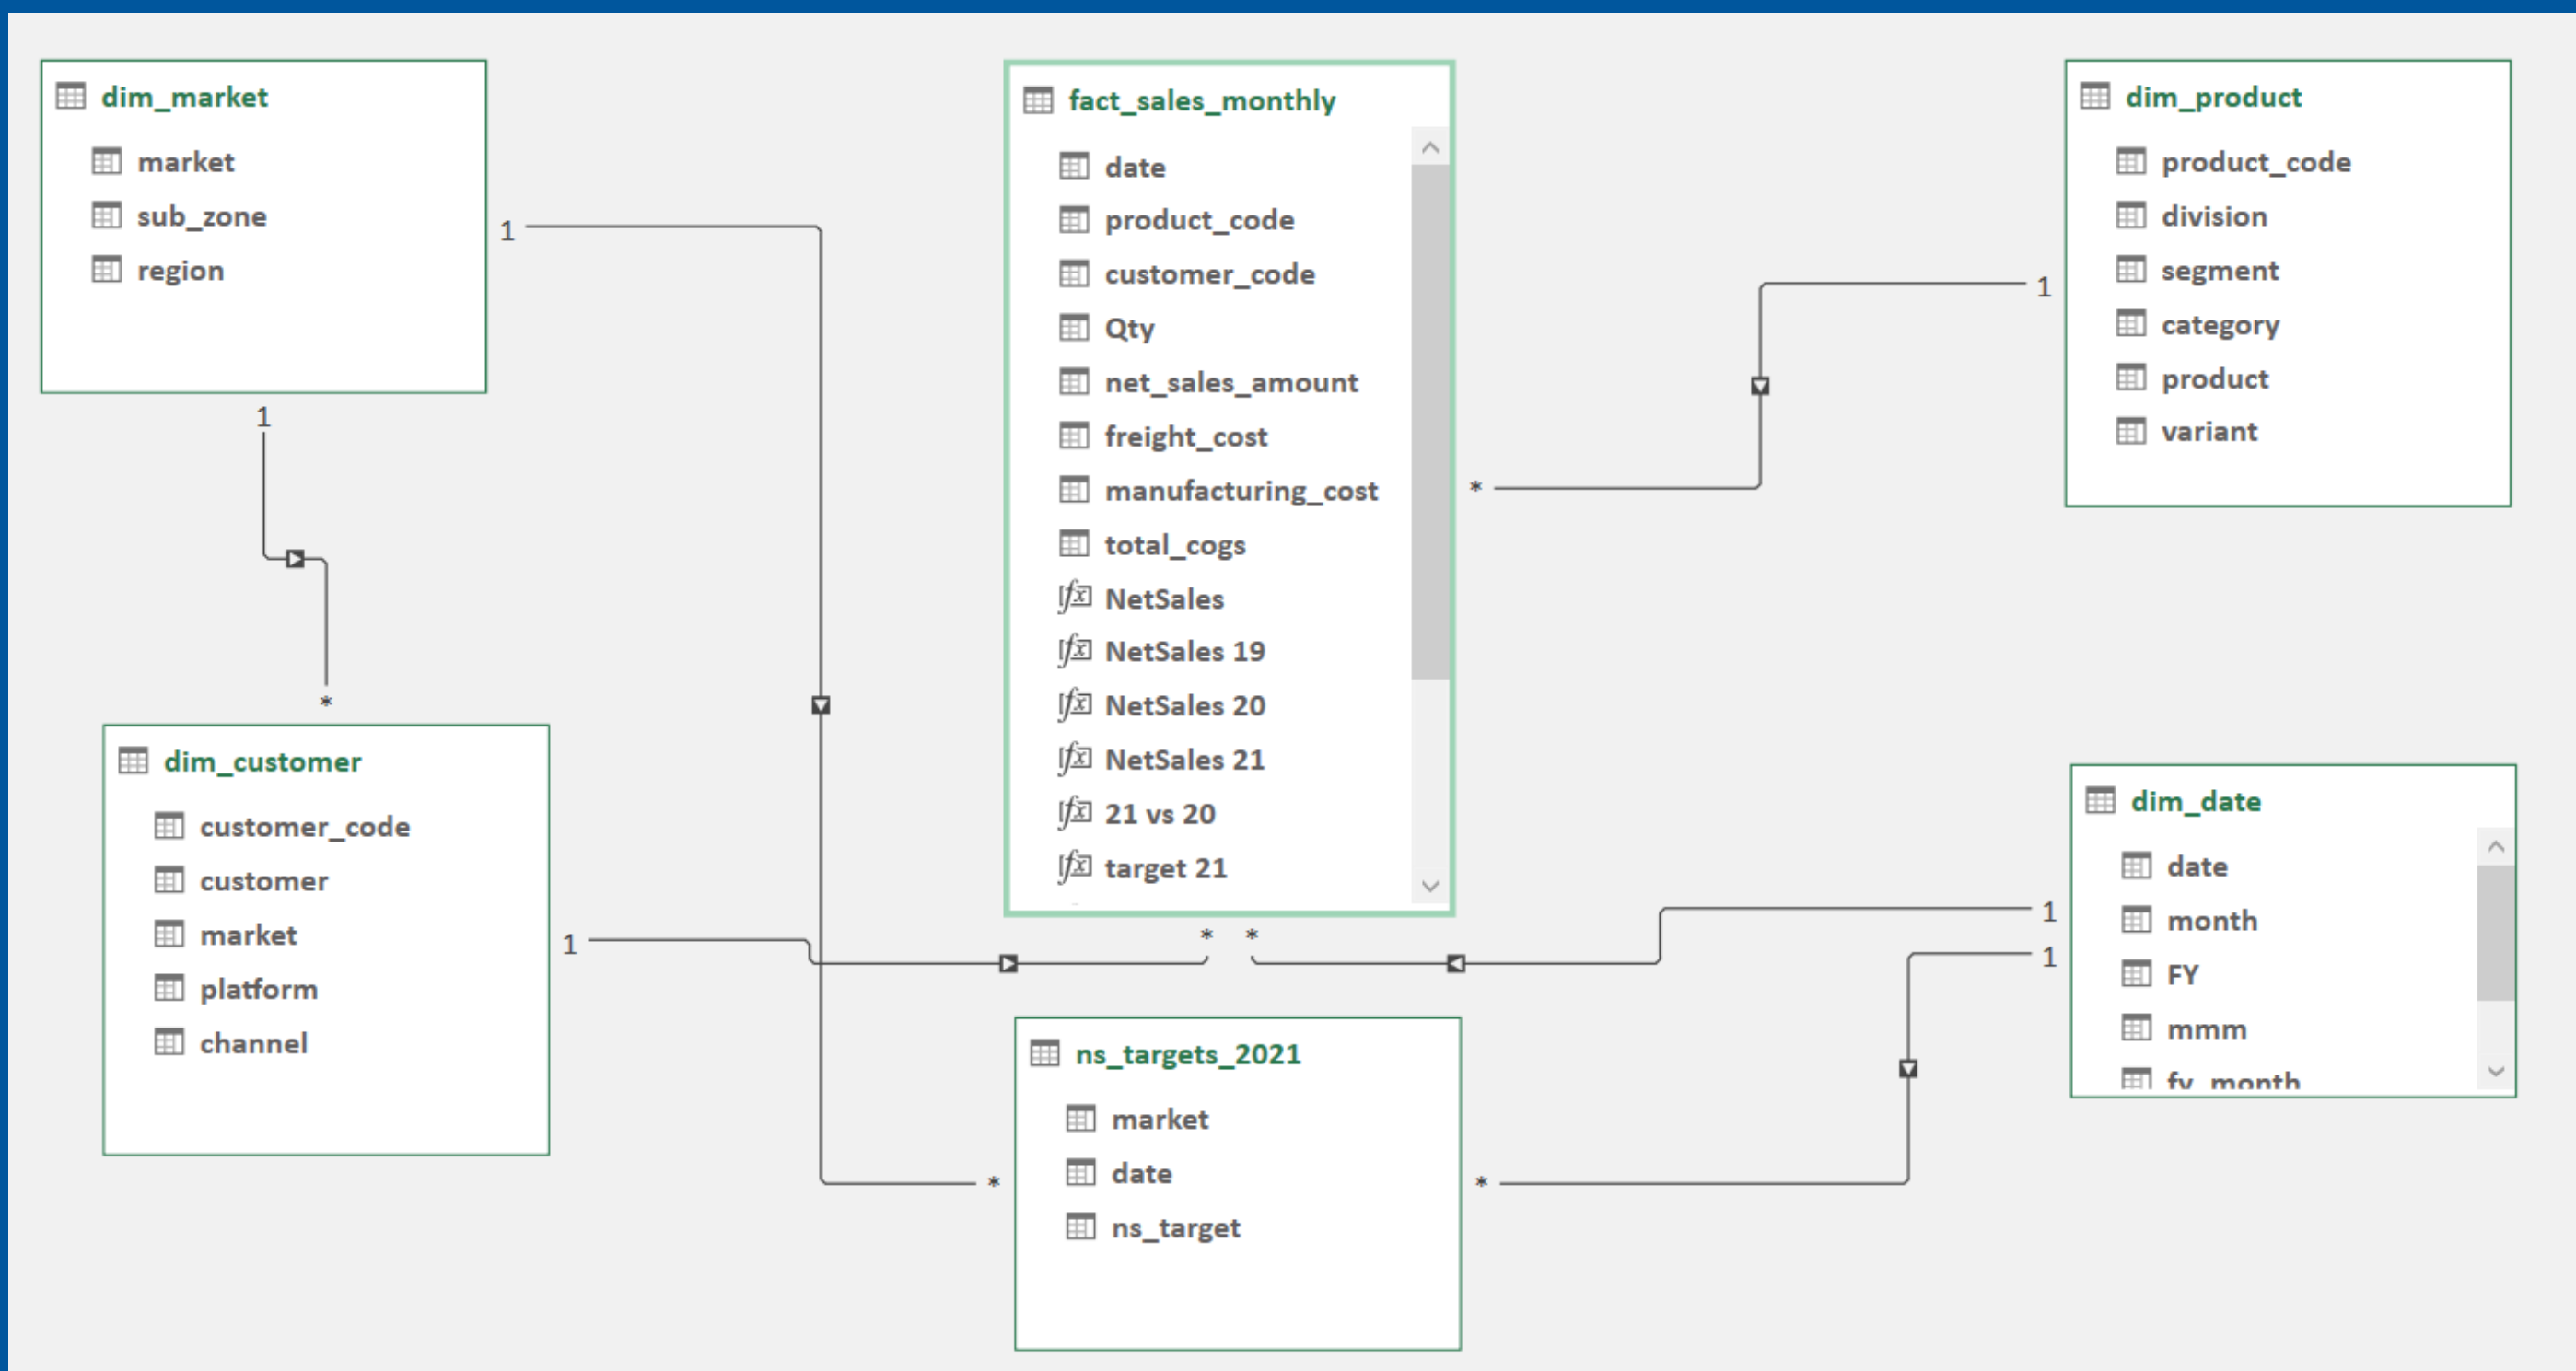 dim_market
market
sub_zone
region
1
1
*
dim_customer
customer_code
customer
market
platform
channel
1
fact_sales_monthly
date
product_code
customer_code
Qty
net_sales_amount
freight_cost
manufacturing_cost
total_cogs
NetSales
NetSales 19
NetSales 20
NetSales 21
21 vs 20
target 21
*
* *
ns_targets_2021
market
date
ns_target
*
*
dim_product
product_code
division
segment
category
product
variant
1
dim_date
date
month
FY
mmm
fy_month
1
1